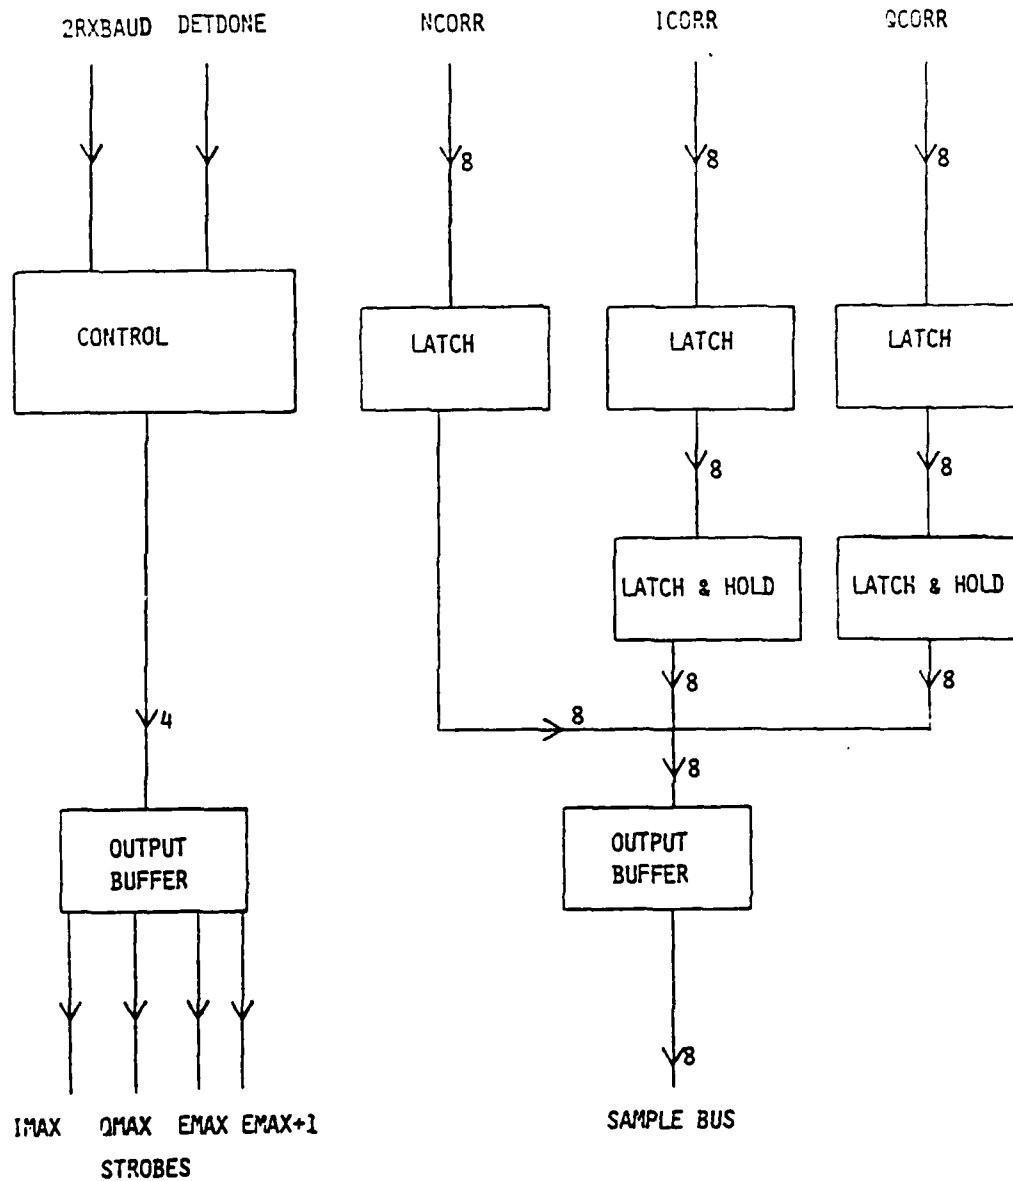 2RXBAUD DETDONE NCORR ICORR QCORR
8 8 8
CONTROL LATCH LATCH LATCH
8 8
LATCH & HOLD LATCH & HOLD
8 8
4 8
8
OUTPUT
BUFFER
OUTPUT
BUFFER
8
IMAX QMAX EMAX EMAX+1
STROBES
SAMPLE BUS